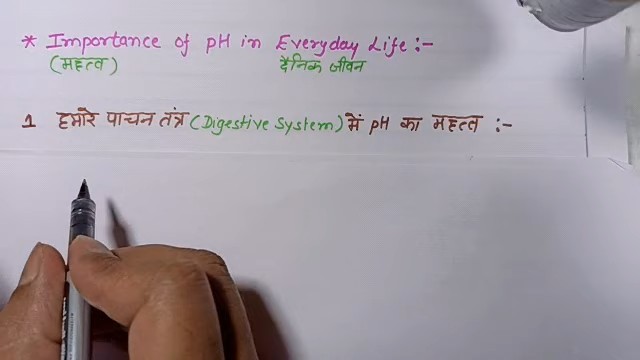 * Importance of pH in Everyday Life :-
(महत्व) दैनिक जीवन
1 हमारे पाचन तंत्र (Digestive System) में pH का महत्व :-